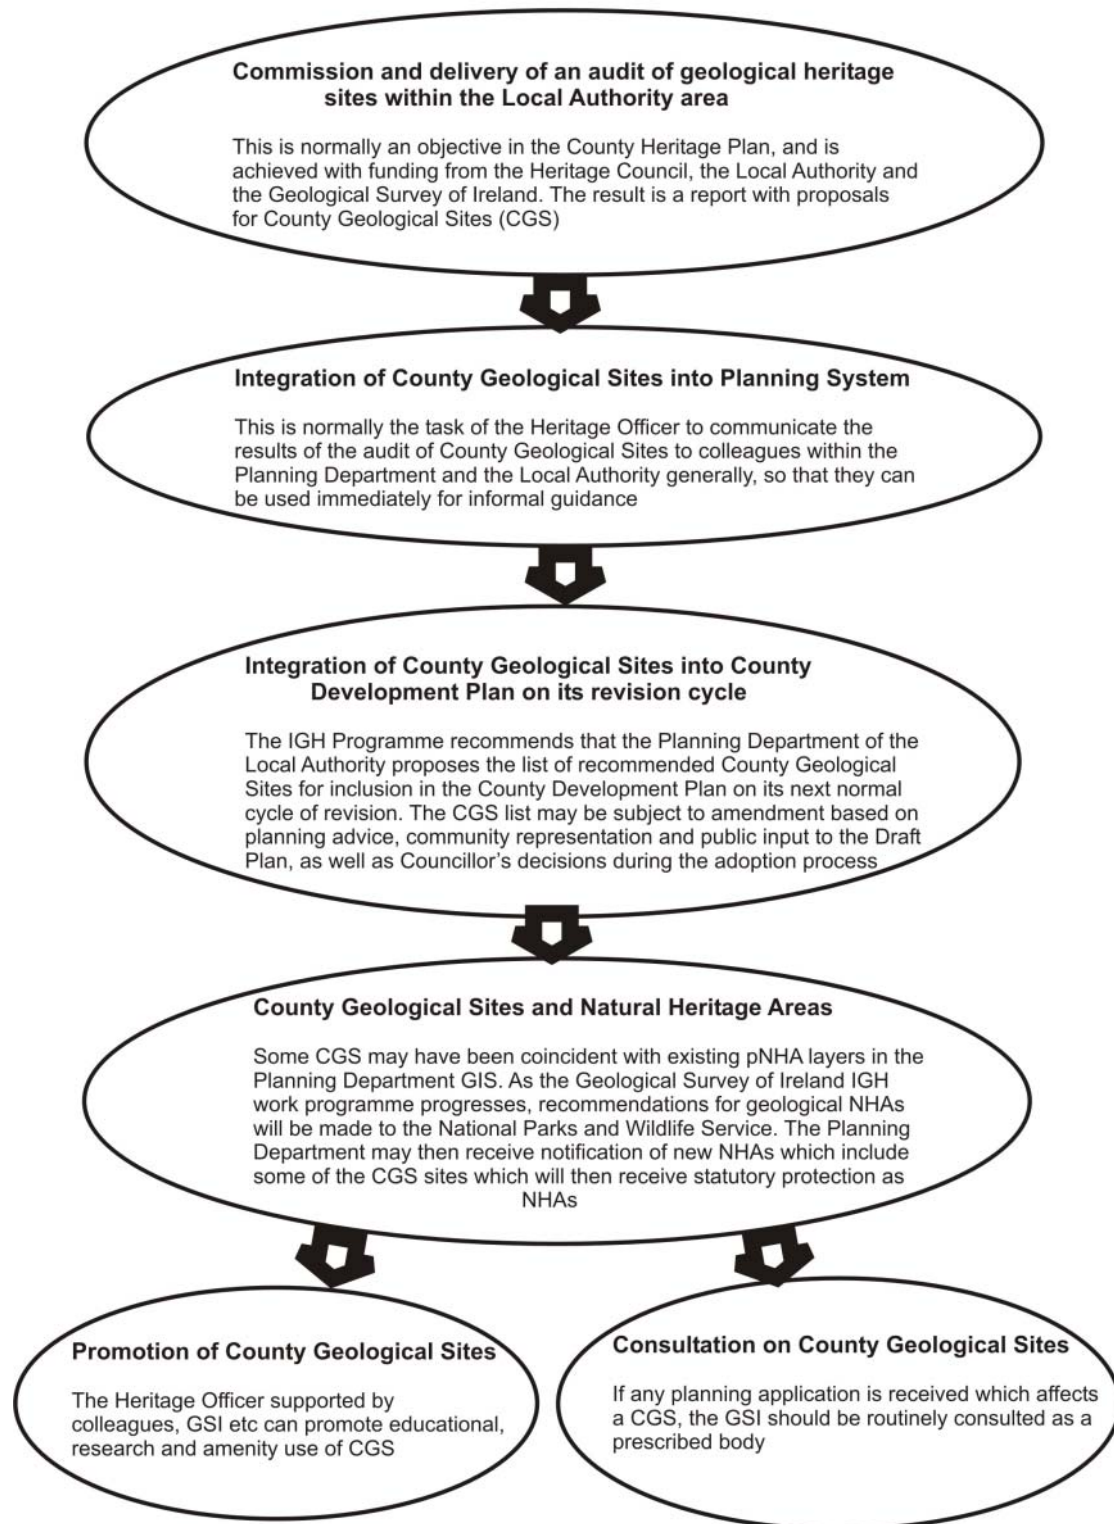 Commission and delivery of an audit of geological heritage
sites within the Local Authority area
This is normally an objective in the County Heritage Plan, and is
achieved with funding from the Heritage Council, the Local Authority and
the Geological Survey of Ireland. The result is a report with proposals
for County Geological Sites (CGS)
Integration of County Geological Sites into Planning System
This is normally the task of the Heritage Officer to communicate the
results of the audit of County Geological Sites to colleagues within the
Planning Department and the Local Authority generally, so that they can
be used immediately for informal guidance
Integration of County Geological Sites into County
Development Plan on its revision cycle
The IGH Programme recommends that the Planning Department of the
Local Authority proposes the list of recommended County Geological
Sites for inclusion in the County Development Plan on its next normal
cycle of revision. The CGS list may be subject to amendment based on
planning advice, community representation and public input to the Draft
Plan, as well as Councillor's decisions during the adoption process
County Geological Sites and Natural Heritage Areas
Some CGS may have been coincident with existing pNHA layers in the
Planning Department GIS. As the Geological Survey of Ireland IGH
work programme progresses, recommendations for geological NHAs
will be made to the National Parks and Wildlife Service. The Planning
Department may then receive notification of new NHAs which include
some of the CGS sites which will then receive statutory protection as
NHAs
Promotion of County Geological Sites
The Heritage Officer supported by
colleagues, GSI etc can promote educational,
research and amenity use of CGS
Consultation on County Geological Sites
If any planning application is received which affects
a CGS, the GSI should be routinely consulted as a
prescribed body